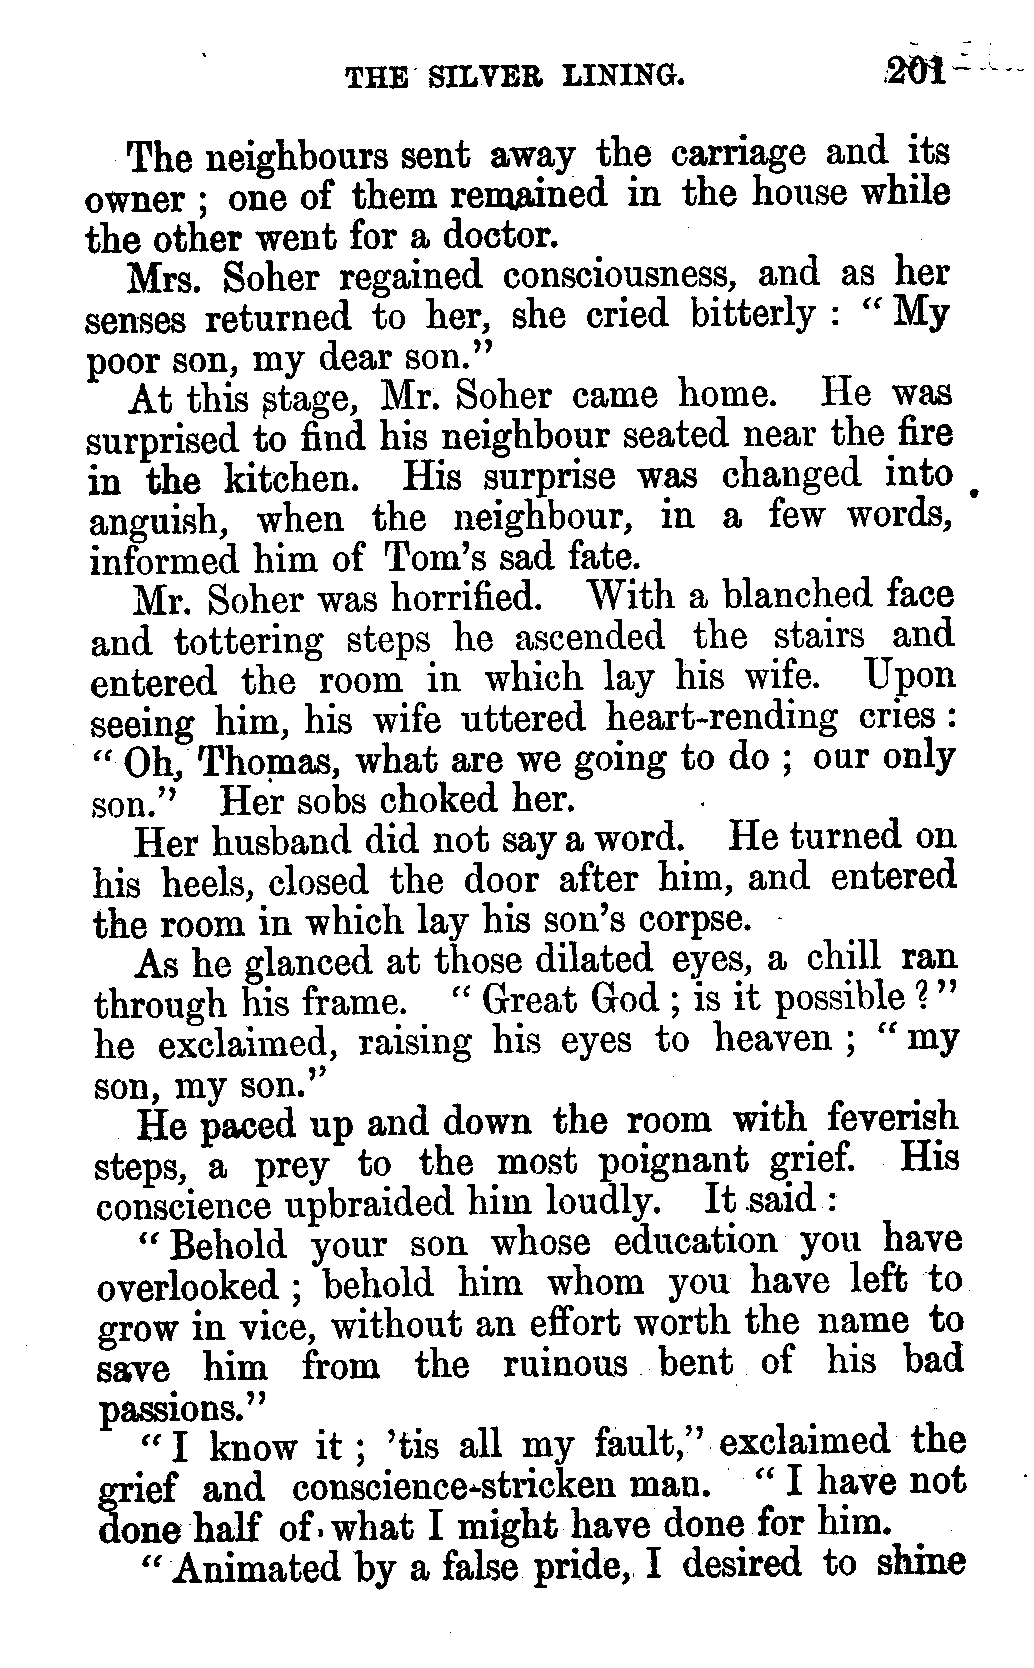 THE SILVER LINING. 201
The neighbours sent away the carriage and its
owner ; one of them remained in the house while
the other went for a doctor.
Mrs. Soher regained consciousness, and as her
senses returned to her, she cried bitterly : “ My
poor son, my dear son.”
At this stage, Mr. Soher came home. He was
surprised to find his neighbour seated near the fire
in the kitchen. His surprise was changed into
anguish, when the neighbour, in a few words,
informed him of Tom’s sad fate.
Mr. Soher was horrified. With a blanched face
and tottering steps he ascended the stairs and
entered the room in which lay his wife. Upon
seeing him, his wife uttered heart-rending cries :
“ Oh, Thomas, what are we going to do ; our only
son.” Her sobs choked her.
Her husband did not say a word. He turned on
his heels, closed the door after him, and entered
the room in which lay his son’s corpse.
As he glanced at those dilated eyes, a chill ran
through his frame. “ Great God ; is it possible ? ”
he exclaimed, raising his eyes to heaven ; “ my
son, my son.”
He paced up and down the room with feverish
steps, a prey to the most poignant grief. His
conscience upbraided him loudly. It said :
“ Behold your son whose education you have
overlooked ; behold him whom you have left to
grow in vice, without an effort worth the name to
save him from the ruinous bent of his bad
passions.”
“ I know it ; ’tis all my fault,” exclaimed the
grief and conscience-stricken man. “ I have not
done half of what I might have done for him.
“ Animated by a false pride, I desired to shine